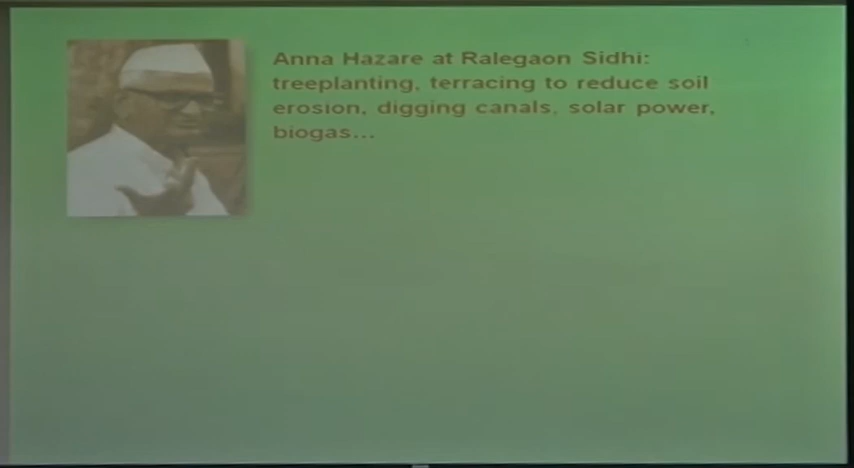 Anna Hazare at Ralegaon Sidhi:
treeplanting, terracing to reduce soil
erosion, digging canals, solar power,
biogas...